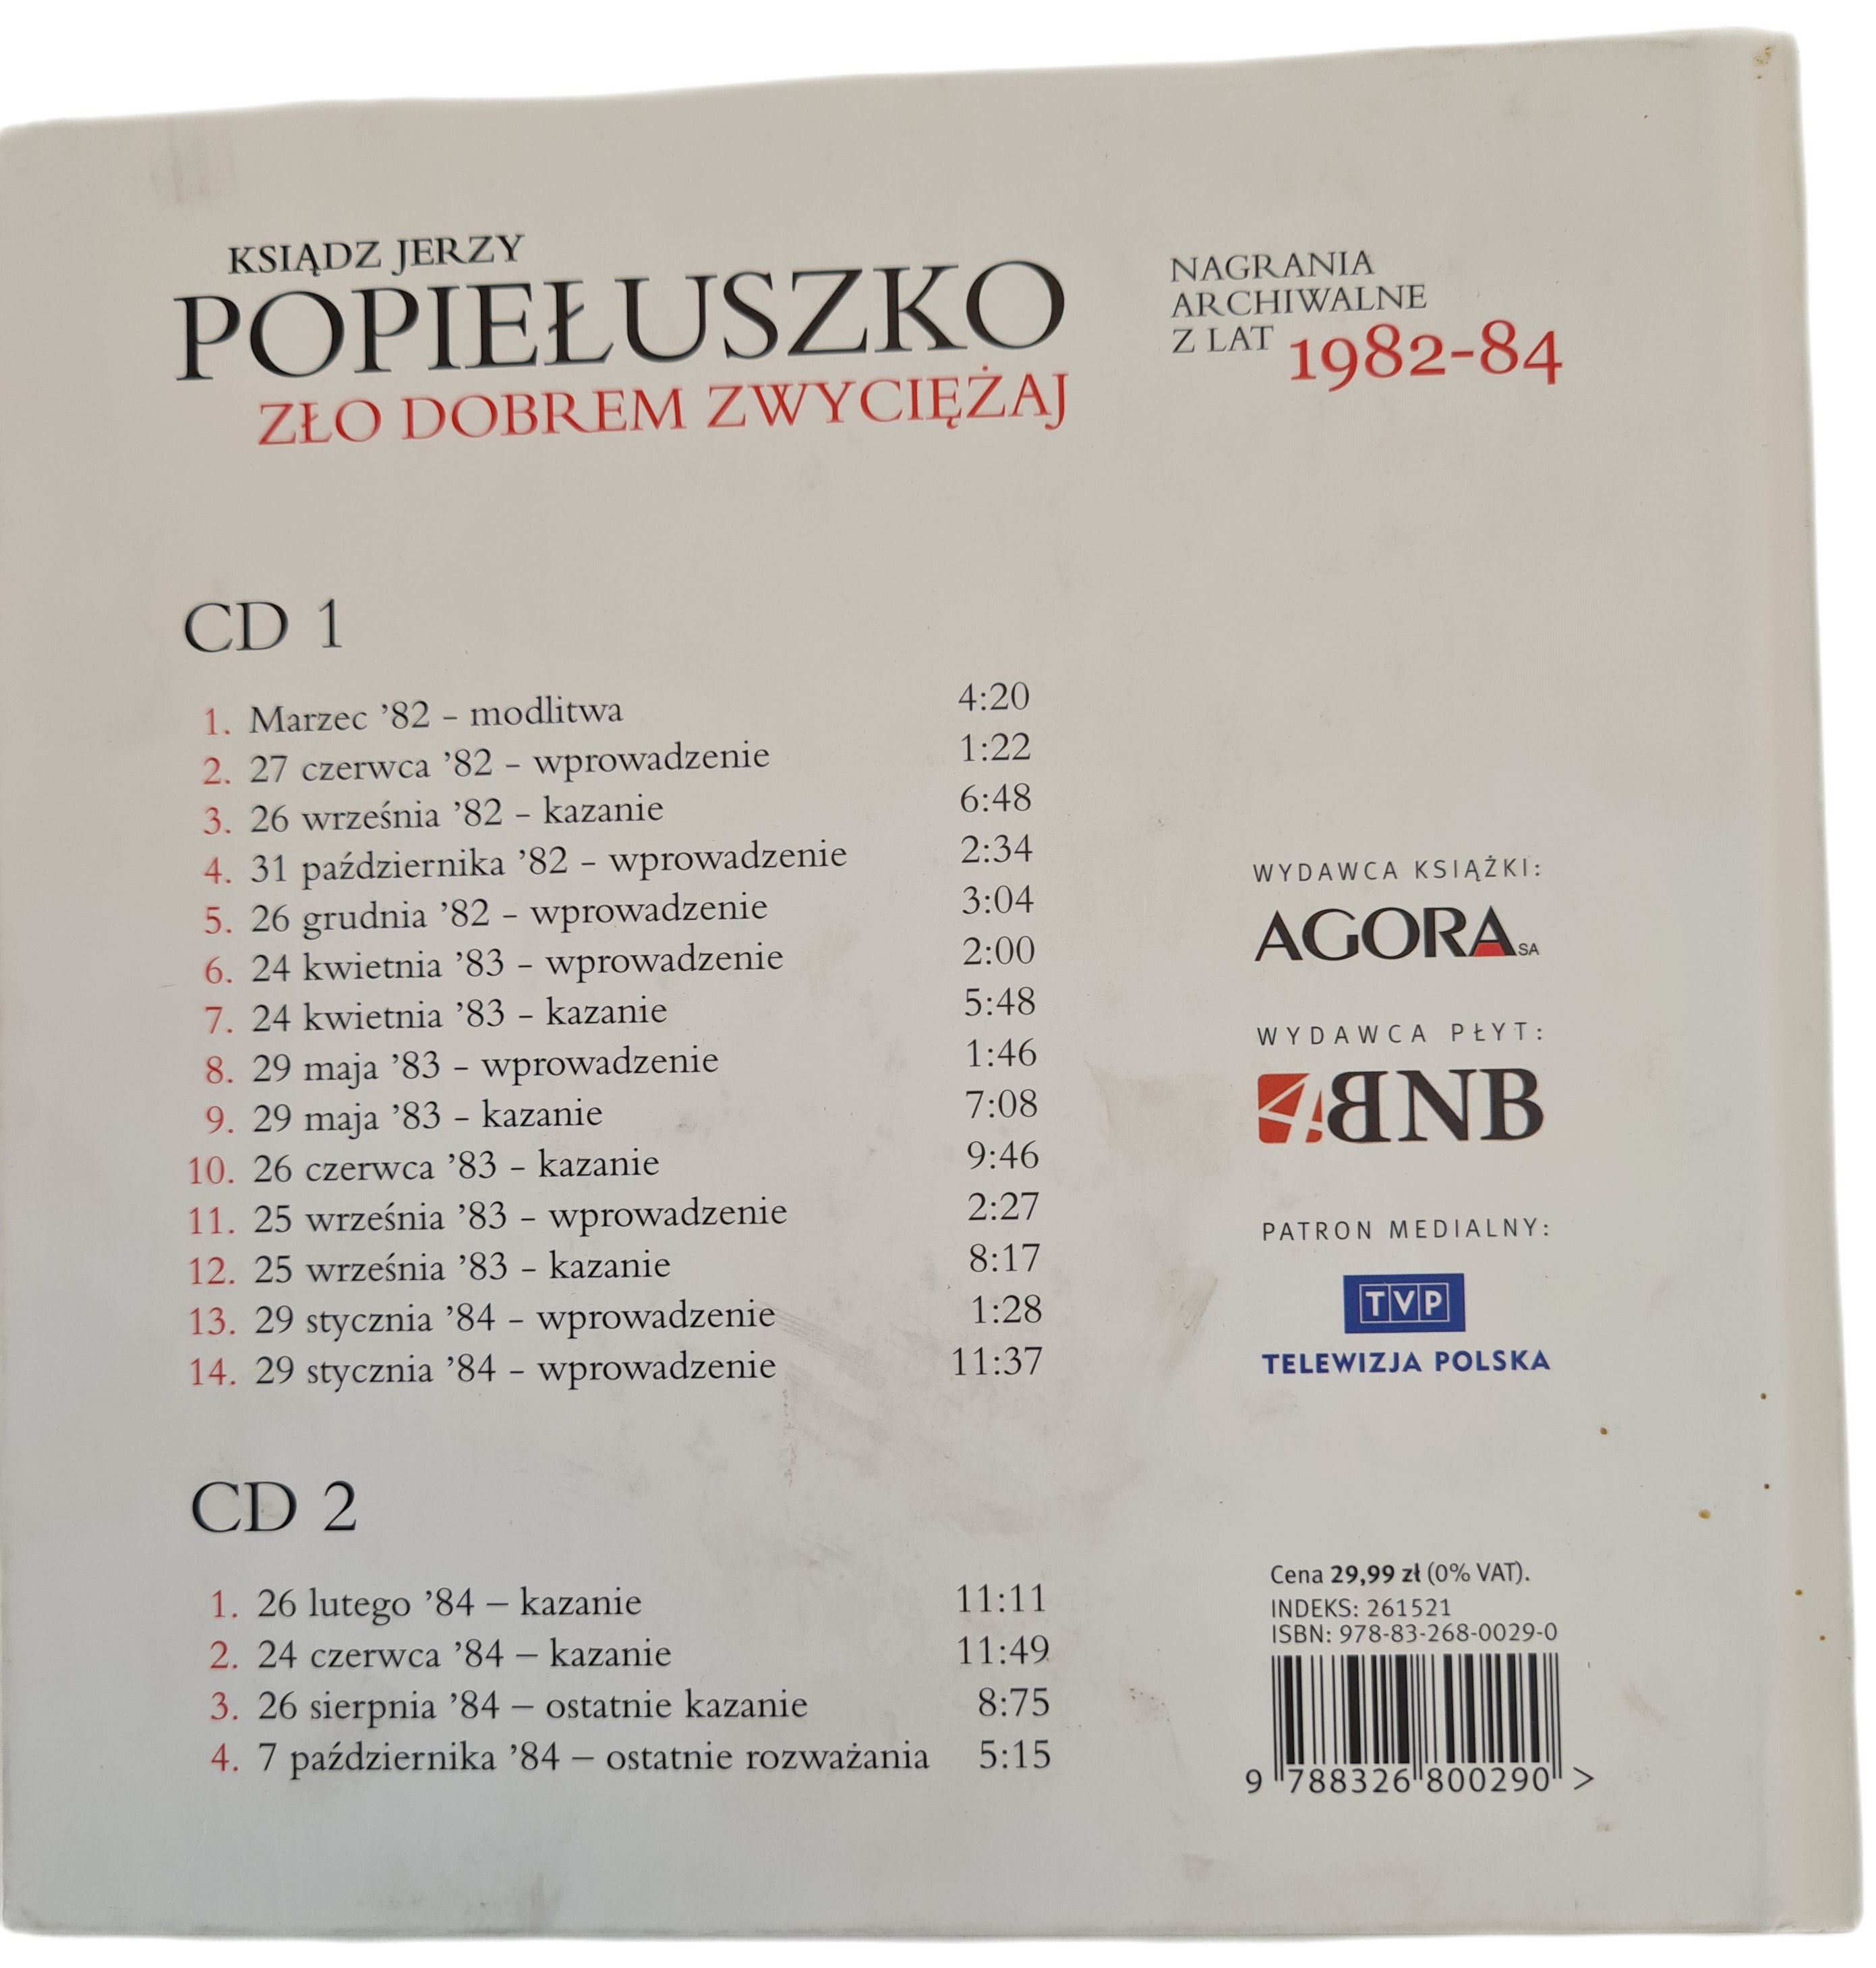 KSIĄDZ JERZY
POPIEŁUSZKO
ZŁO DOBREM ZWYCIĘŻAJ
NAGRANIA
ARCHIWALNE
Z LAT 1982-84
CD 1
1. Marzec ’82 – modlitwa 4:20
2. 27 czerwca ’82 – wprowadzenie 1:22
3. 26 września ’82 – kazanie 6:48
4. 31 października ’82 – wprowadzenie 2:34
5. 26 grudnia ’82 – wprowadzenie 3:04
6. 24 kwietnia ’83 – wprowadzenie 2:00
7. 24 kwietnia ’83 – kazanie 5:48
8. 29 maja ’83 – wprowadzenie 1:46
9. 29 maja ’83 – kazanie 7:08
10. 26 czerwca ’83 – kazanie 9:46
11. 25 września ’83 – wprowadzenie 2:27
12. 25 września ’83 – kazanie 8:17
13. 29 stycznia ’84 – wprowadzenie 1:28
14. 29 stycznia ’84 – wprowadzenie 11:37
CD 2
1. 26 lutego ’84 – kazanie 11:11
2. 24 czerwca ’84 – kazanie 11:49
3. 26 sierpnia ’84 – ostatnie kazanie 8:75
4. 7 października ’84 – ostatnie rozważania 5:15
WYDAWCA KSIĄŻKI:
AGORA SA
WYDAWCA PŁYT:
4BNB
PATRON MEDIALNY:
TVP
TELEWIZJA POLSKA
Cena 29,99 zł (0% VAT).
INDEKS: 261521
ISBN: 978-83-268-0029-0
9 788326 800290 >